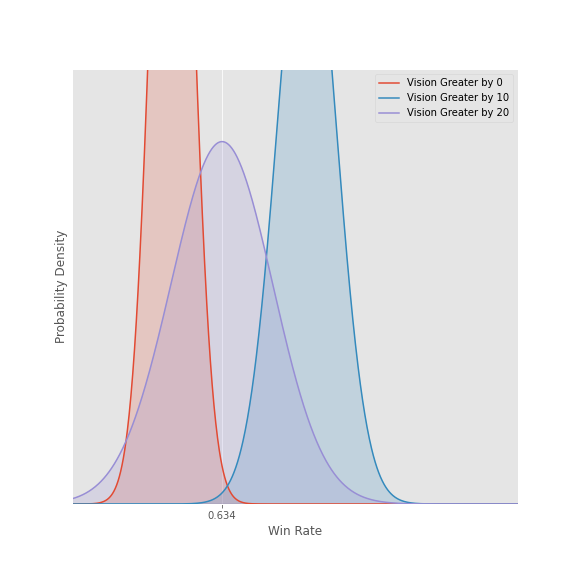 Vision Greater by 0
Vision Greater by 10
Vision Greater by 20
Probability Density
0.634
Win Rate